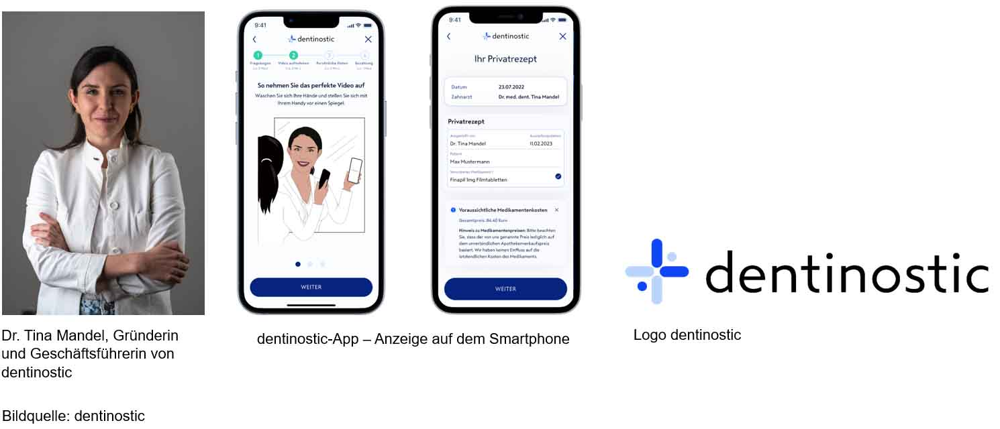 9:41
dentinostic
1 2 3 4
Fragebogen Video aufnehmen Persönliche Daten Bezahlung
So nehmen Sie das perfekte Video auf
Waschen Sie sich Ihre Hände und stellen Sie sich mit
Ihrem Handy vor einen Spiegel.
WEITER
9:41
dentinostic
Ihr Privatrezept
Datum 23.07.2022
Zahnarzt Dr. med. dent. Tina Mandel
Privatrezept
Ausgestellt von Ausstellungsdatum
Dr. Tina Mandel 11.02.2023
Patient
Max Mustermann
Verordnetes Medikament 1
Finapil 1mg Filmtabletten
Voraussichtliche Medikamentenkosten
Gesamtpreis: 84.40 Euro
Hinweis zu Medikamentenpreisen: Bitte beachten
Sie, dass der von uns genannte Preis lediglich auf
dem unverbindlichen Apothekenverkaufspreis
basiert. Wir haben keinen Einfluss auf die
letztendlichen Kosten des Medikaments.
WEITER
dentinostic
Dr. Tina Mandel, Gründerin
und Geschäftsführerin von
dentinostic
dentinostic-App – Anzeige auf dem Smartphone
Logo dentinostic
Bildquelle: dentinostic